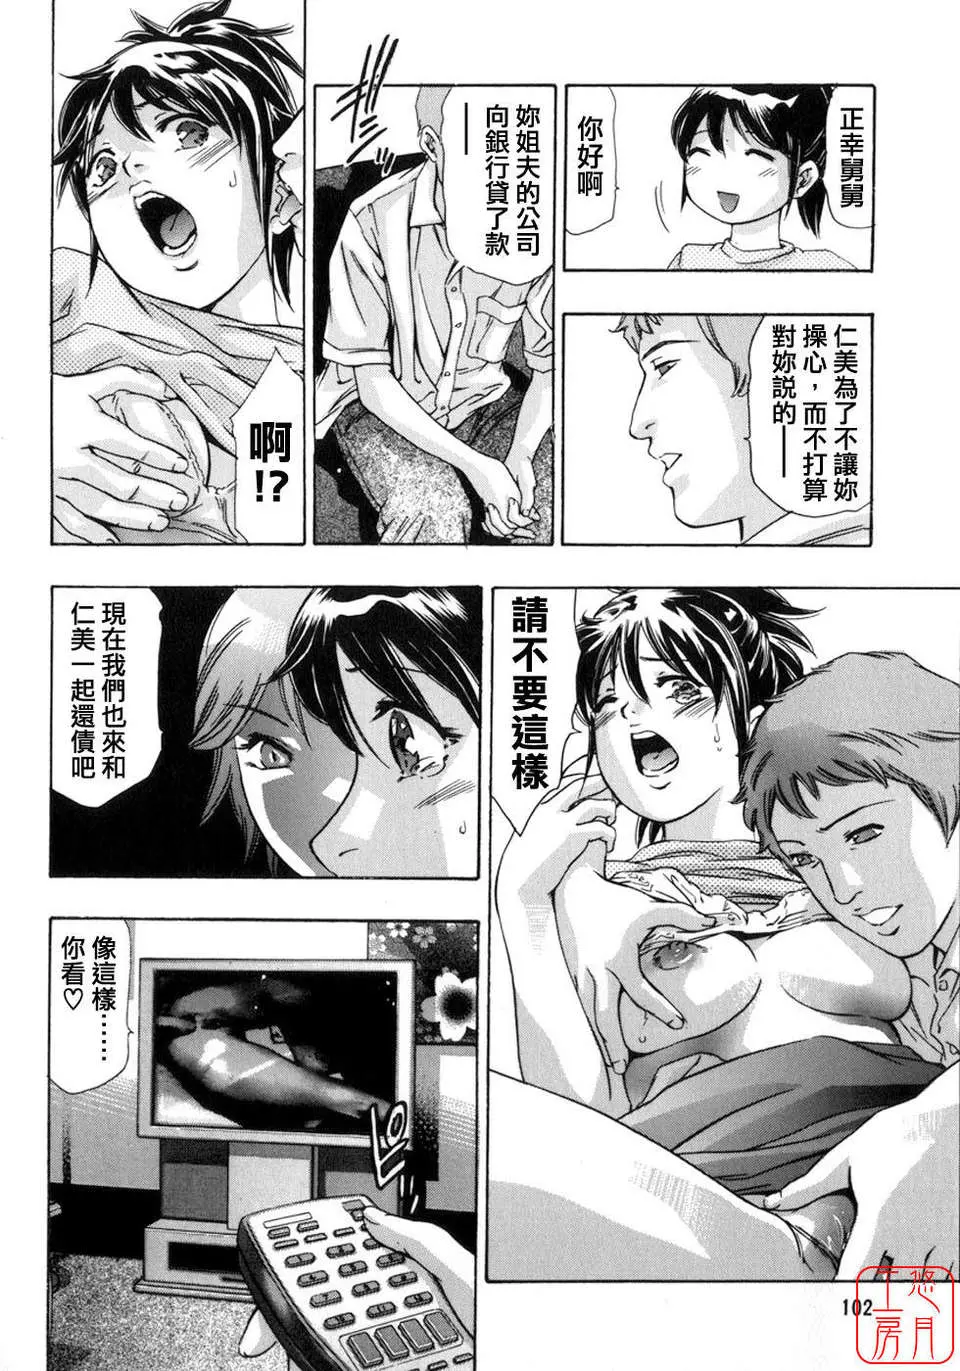 正幸舅舅
你好啊
仁美為了不讓妳
操心，而不打算
對妳説的——
妳姐夫的公司
向銀行貸了款
——
啊!?
請不要這樣
現在我們也來和
仁美一起還債吧
像這樣……
你看♡
102
悠月工房